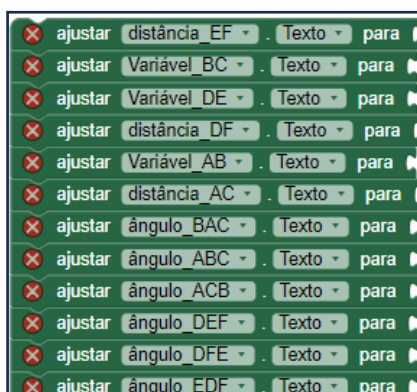 ajustar distância_EF . Texto para
ajustar Variável_BC . Texto para
ajustar Variável_DE . Texto para
ajustar distância_DF . Texto para
ajustar Variável_AB . Texto para
ajustar distância_AC . Texto para
ajustar ângulo_BAC . Texto para
ajustar ângulo_ABC . Texto para
ajustar ângulo_ACB . Texto para
ajustar ângulo_DEF . Texto para
ajustar ângulo_DFE . Texto para
ajustar ângulo_EDF . Texto para